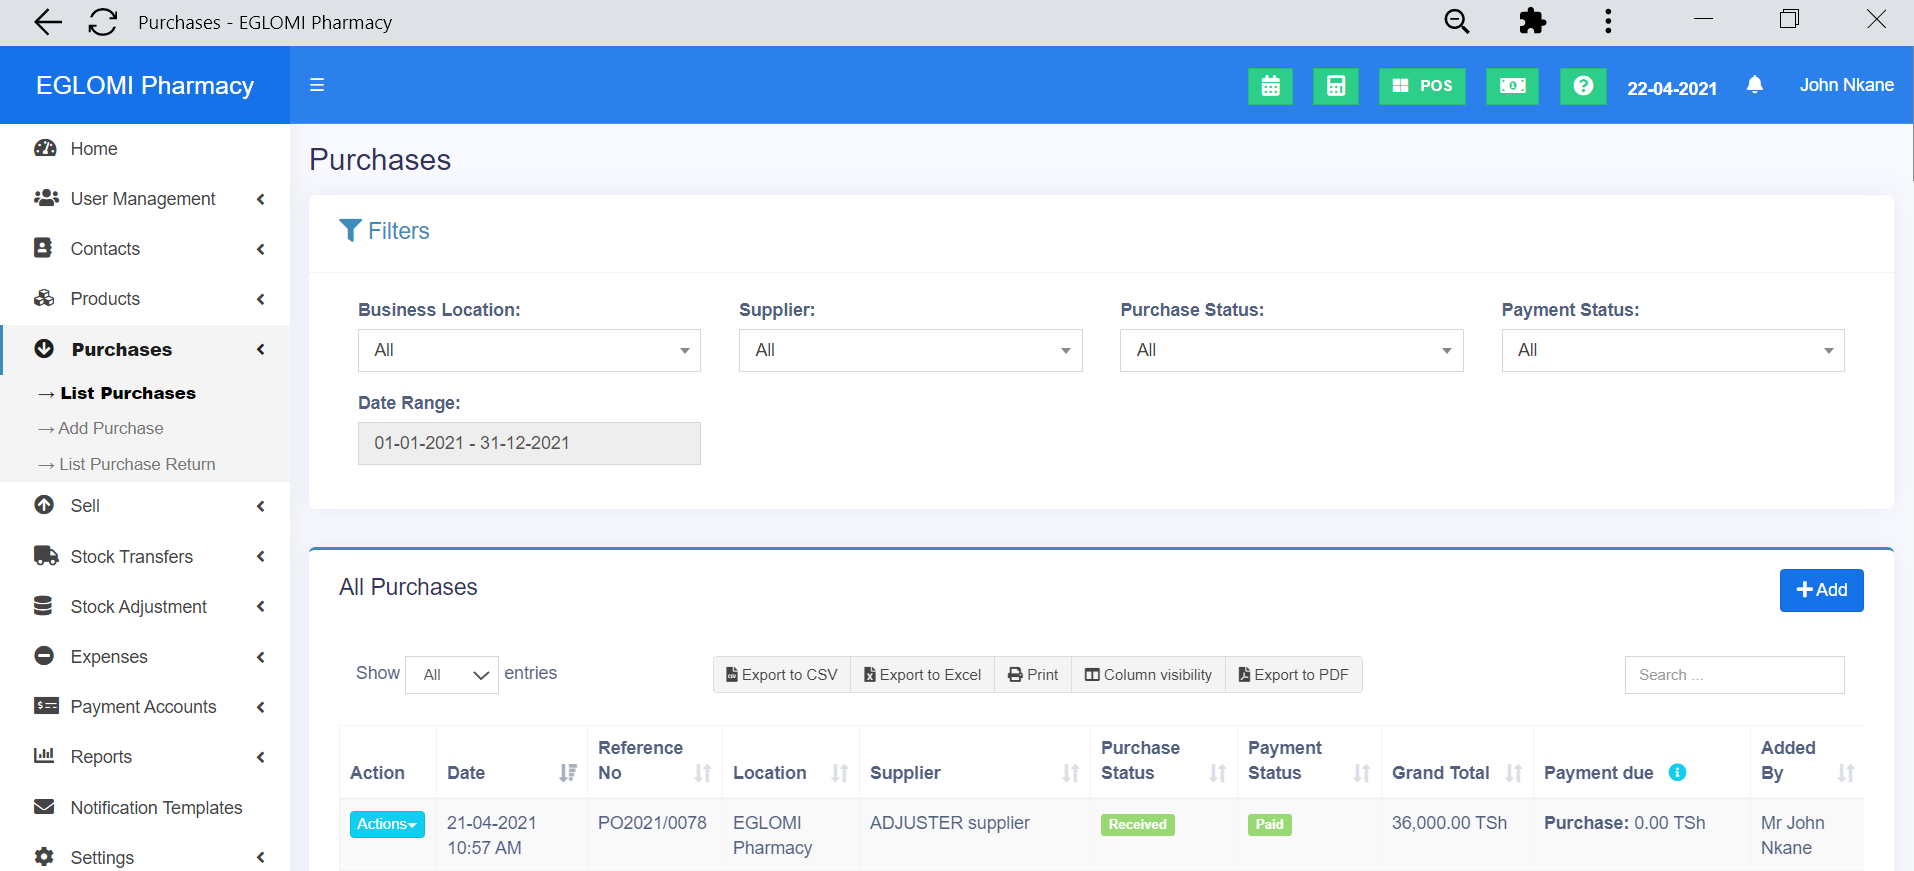 Purchases - EGLOMI Pharmacy
EGLOMI Pharmacy
POS
22-04-2021
John Nkane
Home
User Management
Contacts
Products
Purchases
→ List Purchases
→ Add Purchase
→ List Purchase Return
Sell
Stock Transfers
Stock Adjustment
Expenses
Payment Accounts
Reports
Notification Templates
Settings
Purchases
Filters
Business Location:
All
Supplier:
All
Purchase Status:
All
Payment Status:
All
Date Range:
01-01-2021 - 31-12-2021
All Purchases
Add
Show All entries
Export to CSV
Export to Excel
Print
Column visibility
Export to PDF
Search ...
Action
Date
Reference
No
Location
Supplier
Purchase
Status
Payment
Status
Grand Total
Payment due
Added
By
Actions
21-04-2021
10:57 AM
PO2021/0078
EGLOMI
Pharmacy
ADJUSTER supplier
Received
Paid
36,000.00 TSh
Purchase: 0.00 TSh
Mr John
Nkane